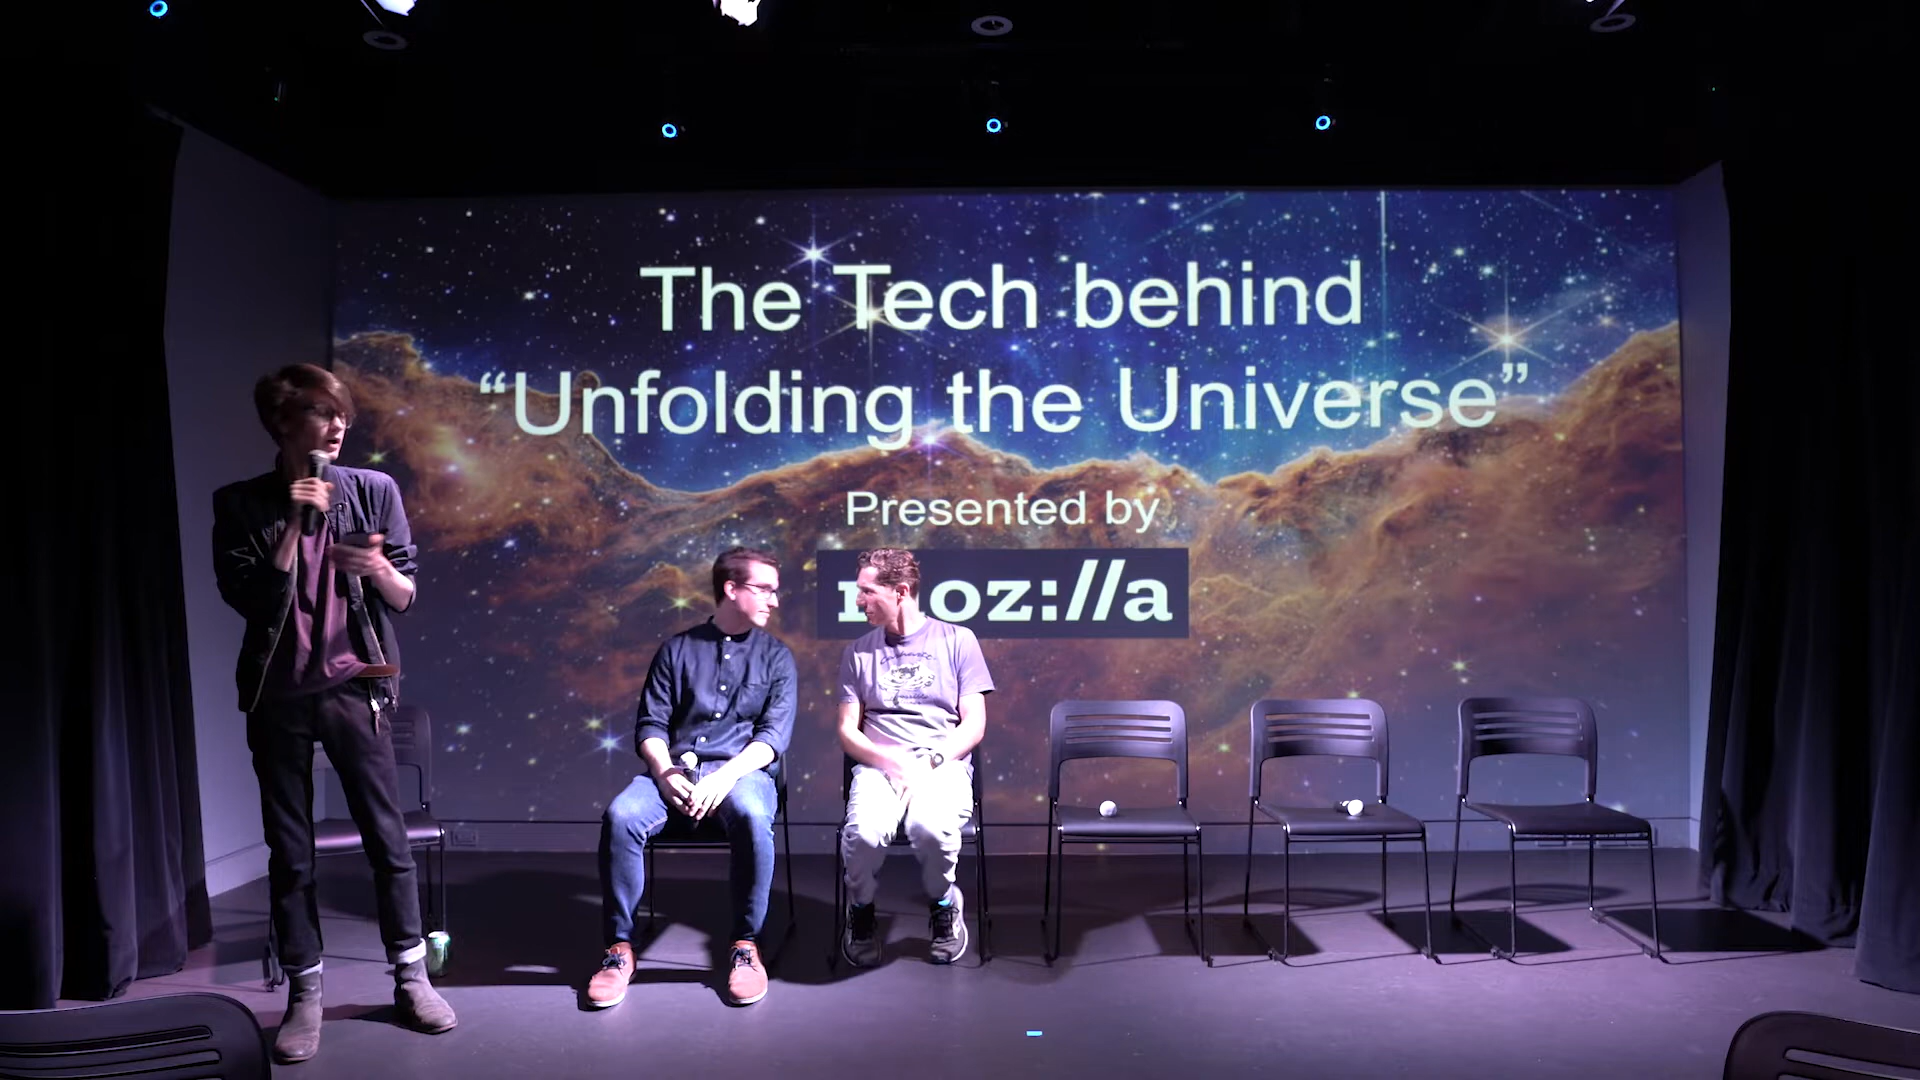 The Tech behind
“Unfolding the Universe”
Presented by
moz://a